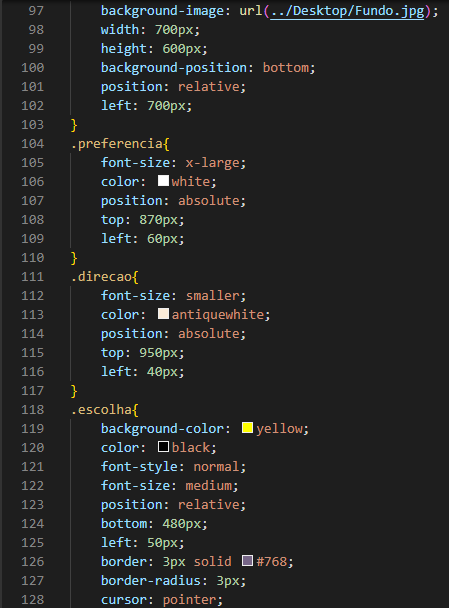 97 background-image: url(../Desktop/Fundo.jpg);
98 width: 700px;
99 height: 600px;
100 background-position: bottom;
101 position: relative;
102 left: 700px;
103 }
104 .preferencia{
105 font-size: x-large;
106 color: white;
107 position: absolute;
108 top: 870px;
109 left: 60px;
110 }
111 .direcao{
112 font-size: smaller;
113 color: antiquewhite;
114 position: absolute;
115 top: 950px;
116 left: 40px;
117 }
118 .escolha{
119 background-color: yellow;
120 color: black;
121 font-style: normal;
122 font-size: medium;
123 position: relative;
124 bottom: 480px;
125 left: 50px;
126 border: 3px solid #768;
127 border-radius: 3px;
128 cursor: pointer;